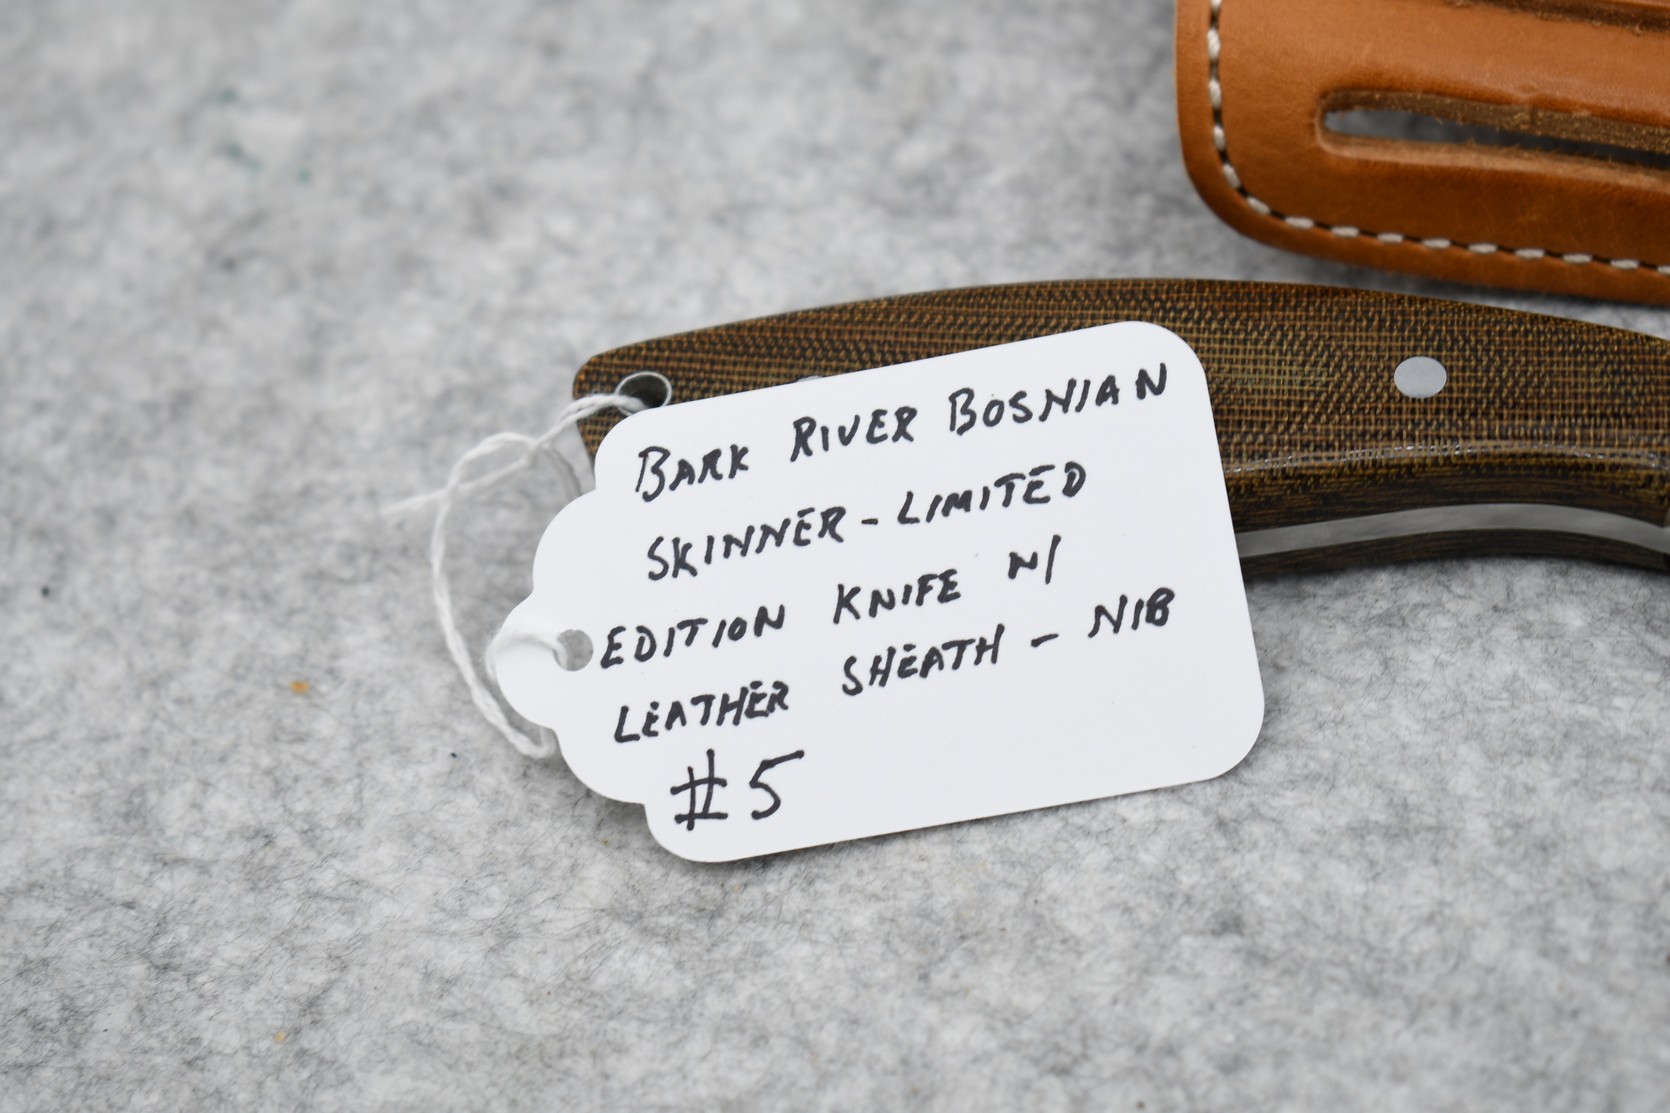 BARK RIVER BOSNIAN
SKINNER - LIMITED
EDITION KNIFE W/
LEATHER SHEATH - NIB
#5